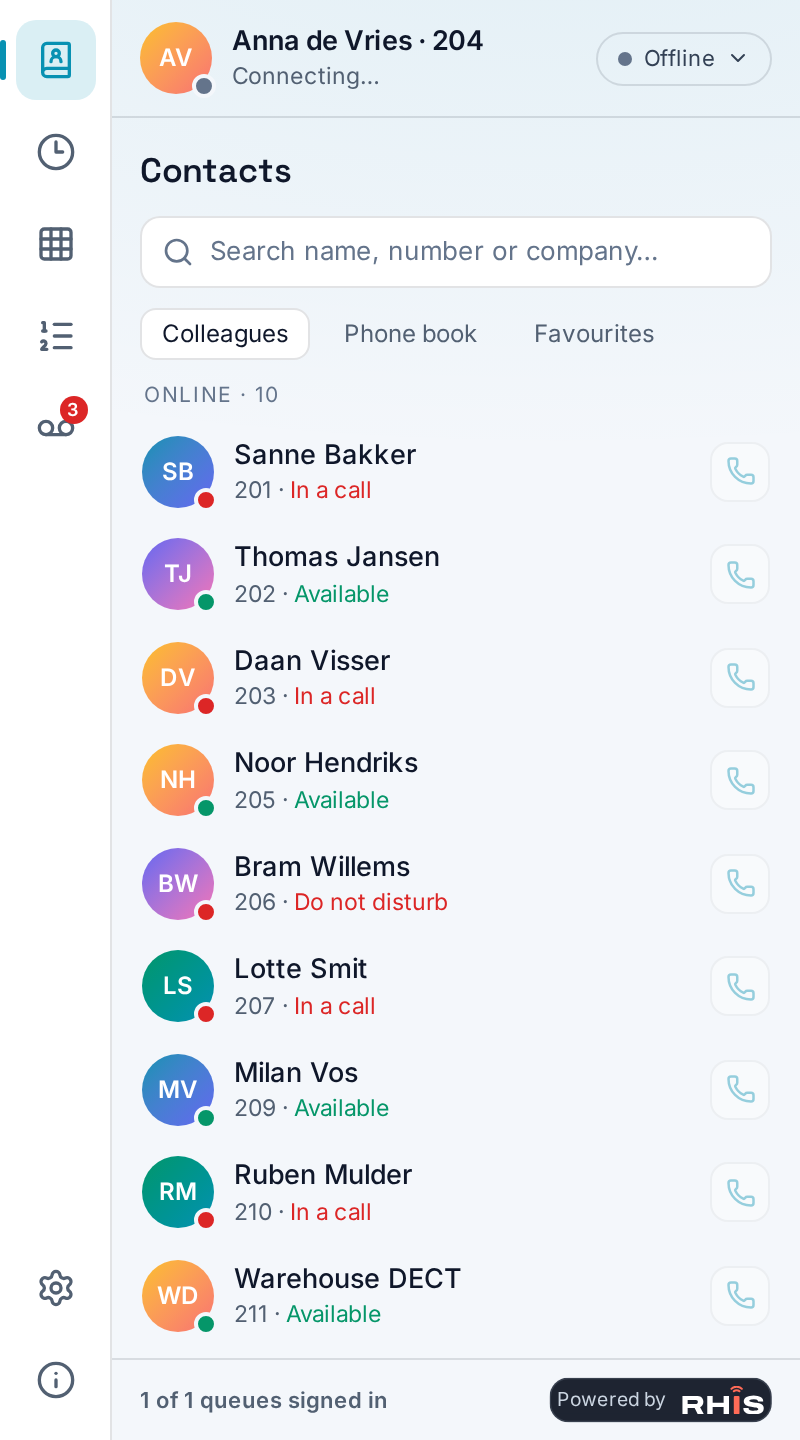 AV
Anna de Vries · 204
Connecting...
Offline
Contacts
Search name, number or company...
Colleagues
Phone book
Favourites
ONLINE · 10
3
SB
Sanne Bakker
201 · In a call
TJ
Thomas Jansen
202 · Available
DV
Daan Visser
203 · In a call
NH
Noor Hendriks
205 · Available
BW
Bram Willems
206 · Do not disturb
LS
Lotte Smit
207 · In a call
MV
Milan Vos
209 · Available
RM
Ruben Mulder
210 · In a call
WD
Warehouse DECT
211 · Available
1 of 1 queues signed in
Powered by RHiS